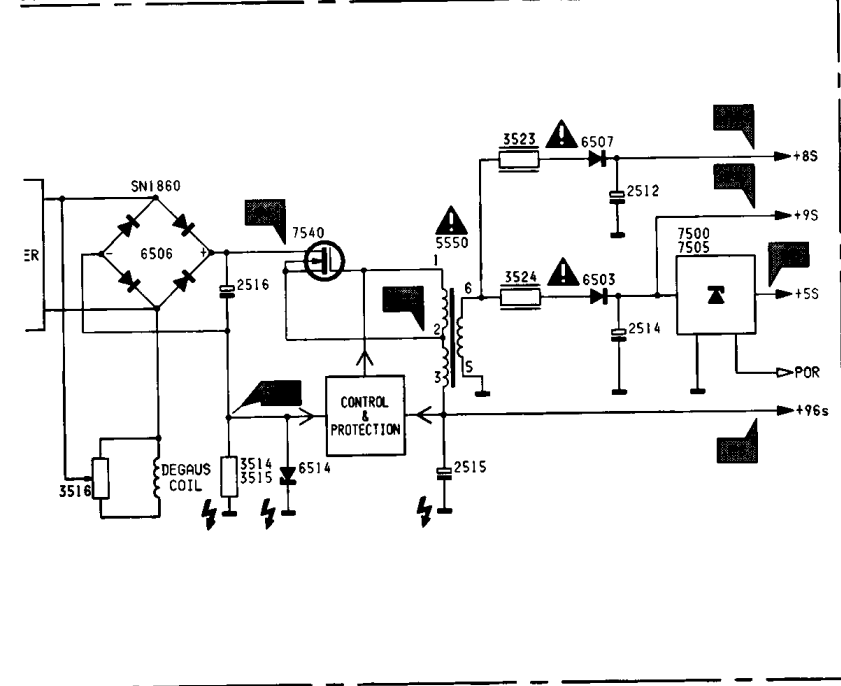 3523
6507
+8S
SN1860
2512
7540
+9S
5550
7500
7505
1
ER
-
6506
+
6
3524
6503
+5S
2516
2
2514
3
5
POR
CONTROL
&
PROTECTION
+96s
3516
DEGAUS
COIL
3514
3515
6514
2515